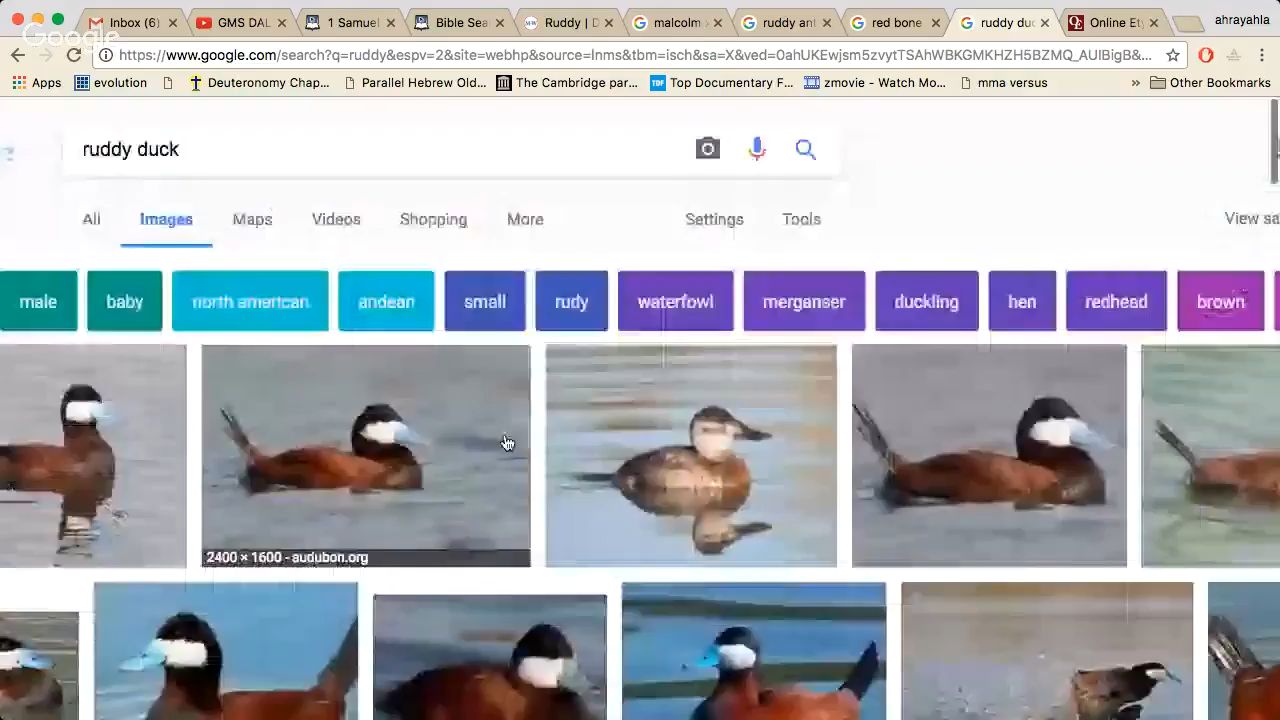 Inbox (6)
GMS DAL
1 Samuel
Bible Sea
Ruddy | D
malcolm
ruddy ant
red bone
ruddy duc
Online Ety
ahrayahla
Google
https://www.google.com/search?q=ruddy&espv=2&site=webhp&source=lnms&tbm=isch&sa=X&ved=0ahUKEwjsm5zvytTSAhWBKGMKHZH5BZMQ_AUIBigB&...
Apps
evolution
Deuteronomy Chap...
Parallel Hebrew Old...
The Cambridge par...
TDF
Top Documentary F...
zmovie - Watch Mo...
mma versus
»
Other Bookmarks
ruddy duck
All
Images
Maps
Videos
Shopping
More
Settings
Tools
View sa
male
baby
north american
andean
small
rudy
waterfowl
merganser
duckling
hen
redhead
brown
2400 × 1600 - audubon.org